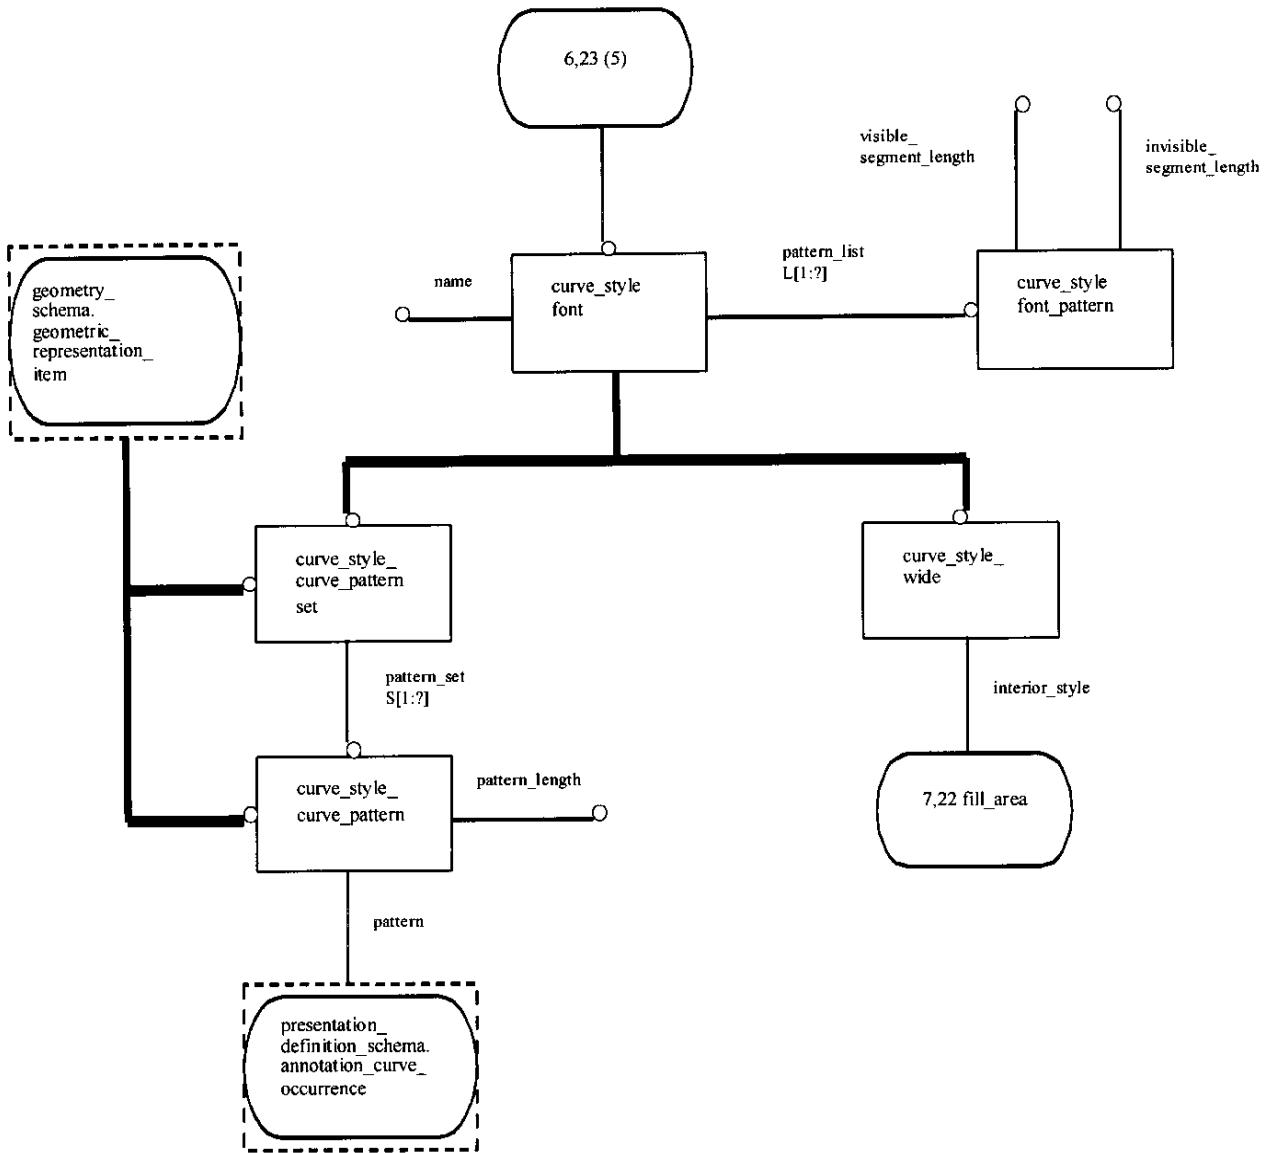 6,23 (5)
visible_
segment_length
invisible_
segment_length
geometry_
schema.
geometric_
representation_
item
name
curve_style
font
pattern_list
L[1:?]
curve_style
font_pattern
curve_style_
curve_pattern
set
curve_style_
wide
pattern_set
S[1:?]
interior_style
curve_style_
curve_pattern
pattern_length
7,22 fill_area
pattern
presentation_
definition_schema.
annotation_curve_
occurrence